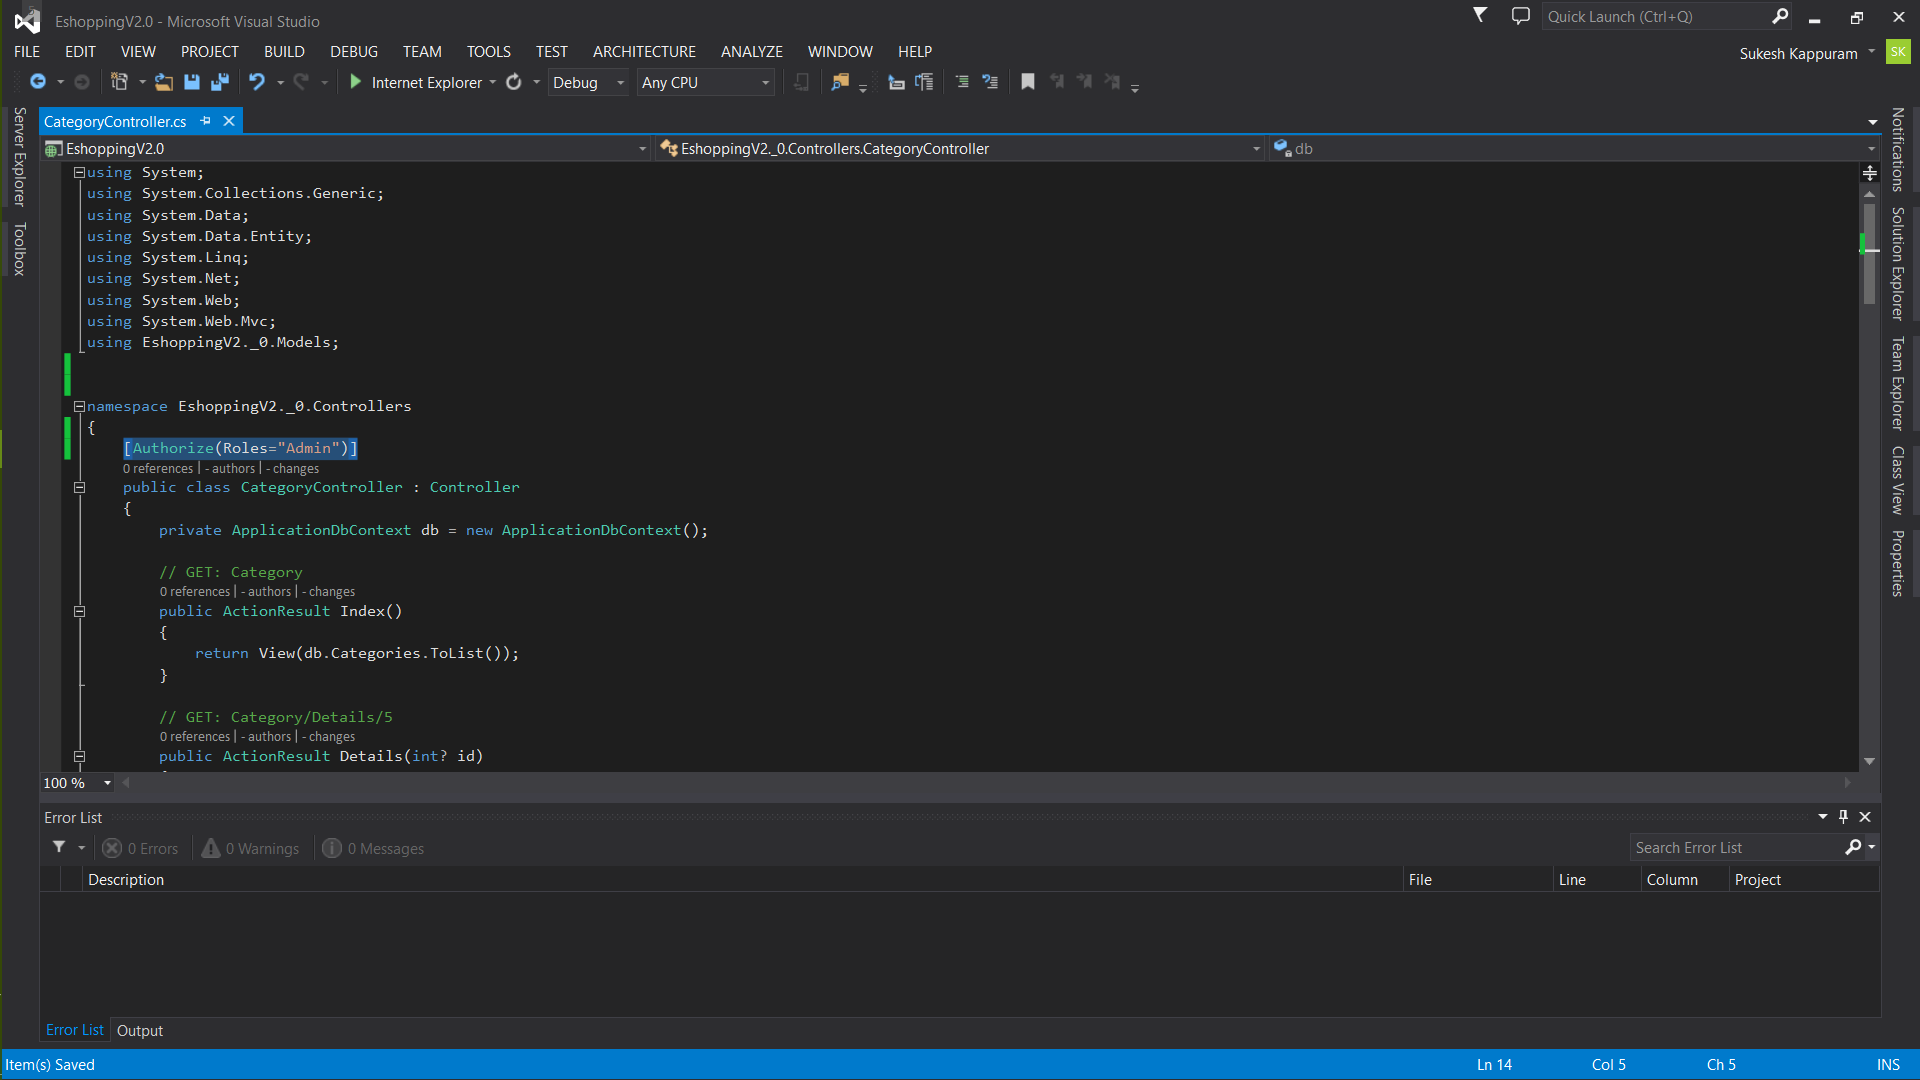 EshoppingV2.0 - Microsoft Visual Studio
Quick Launch (Ctrl+Q)
FILE EDIT VIEW PROJECT BUILD DEBUG TEAM TOOLS TEST ARCHITECTURE ANALYZE WINDOW HELP
Sukesh Kappuram SK
Internet Explorer Debug Any CPU
Server Explorer
Toolbox
CategoryController.cs
EshoppingV2.0 EshoppingV2._0.Controllers.CategoryController db
using System;
using System.Collections.Generic;
using System.Data;
using System.Data.Entity;
using System.Linq;
using System.Net;
using System.Web;
using System.Web.Mvc;
using EshoppingV2._0.Models;
namespace EshoppingV2._0.Controllers
{
[Authorize(Roles="Admin")]
0 references | - authors | - changes
public class CategoryController : Controller
{
private ApplicationDbContext db = new ApplicationDbContext();
// GET: Category
0 references | - authors | - changes
public ActionResult Index()
{
return View(db.Categories.ToList());
}
// GET: Category/Details/5
0 references | - authors | - changes
public ActionResult Details(int? id)
100 %
Notifications
Solution Explorer
Team Explorer
Class View
Properties
Error List
0 Errors 0 Warnings 0 Messages
Search Error List
Description File Line Column Project
Error List Output
Item(s) Saved Ln 14 Col 5 Ch 5 INS